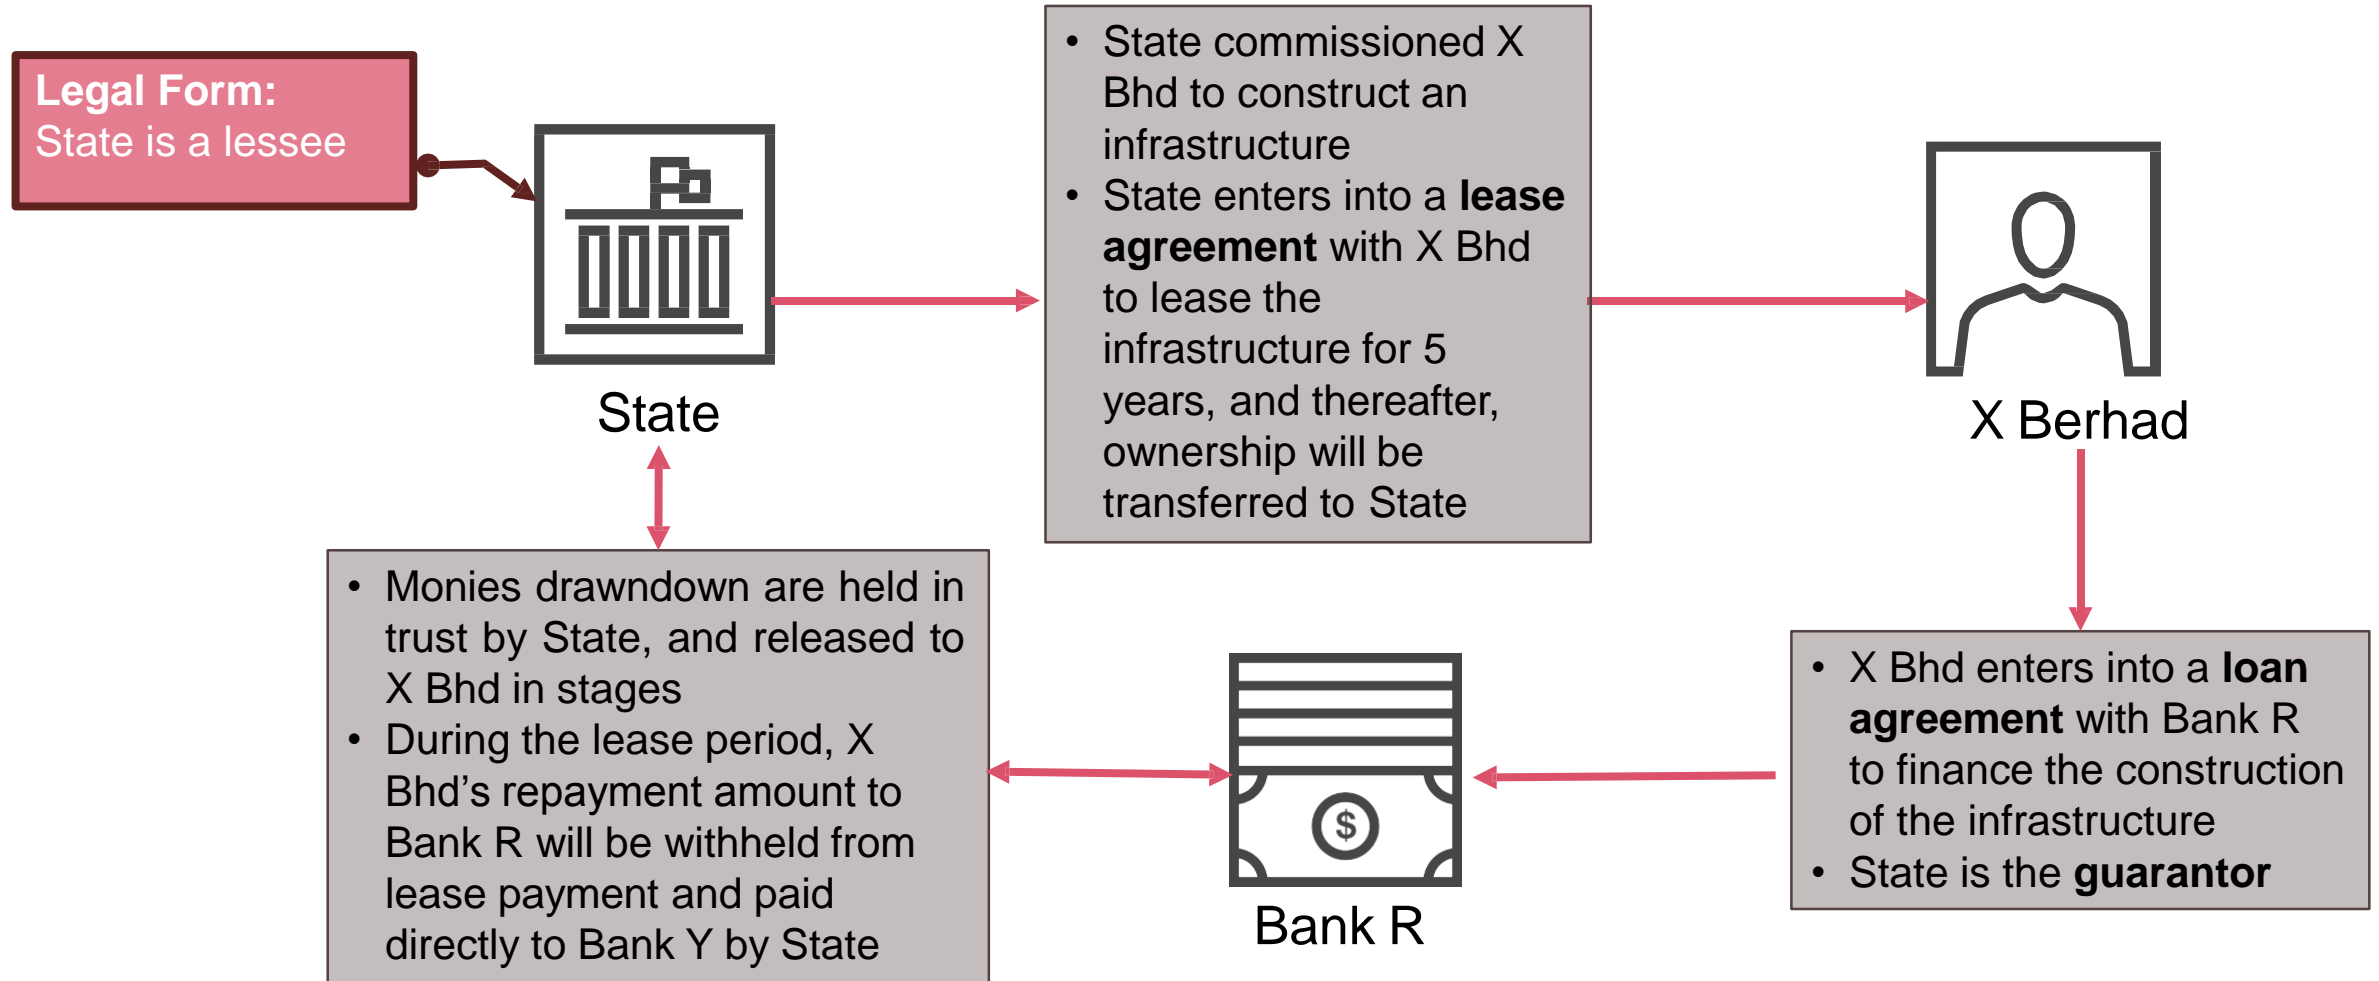 Legal Form:
State is a lessee
• State commissioned X
Bhd to construct an
infrastructure
• State enters into a lease
agreement with X Bhd
to lease the
infrastructure for 5
years, and thereafter,
ownership will be
transferred to State
State
X Berhad
• Monies drawndown are held in
trust by State, and released to
X Bhd in stages
• During the lease period, X
Bhd’s repayment amount to
Bank R will be withheld from
lease payment and paid
directly to Bank Y by State
$
Bank R
• X Bhd enters into a loan
agreement with Bank R
to finance the construction
of the infrastructure
• State is the guarantor